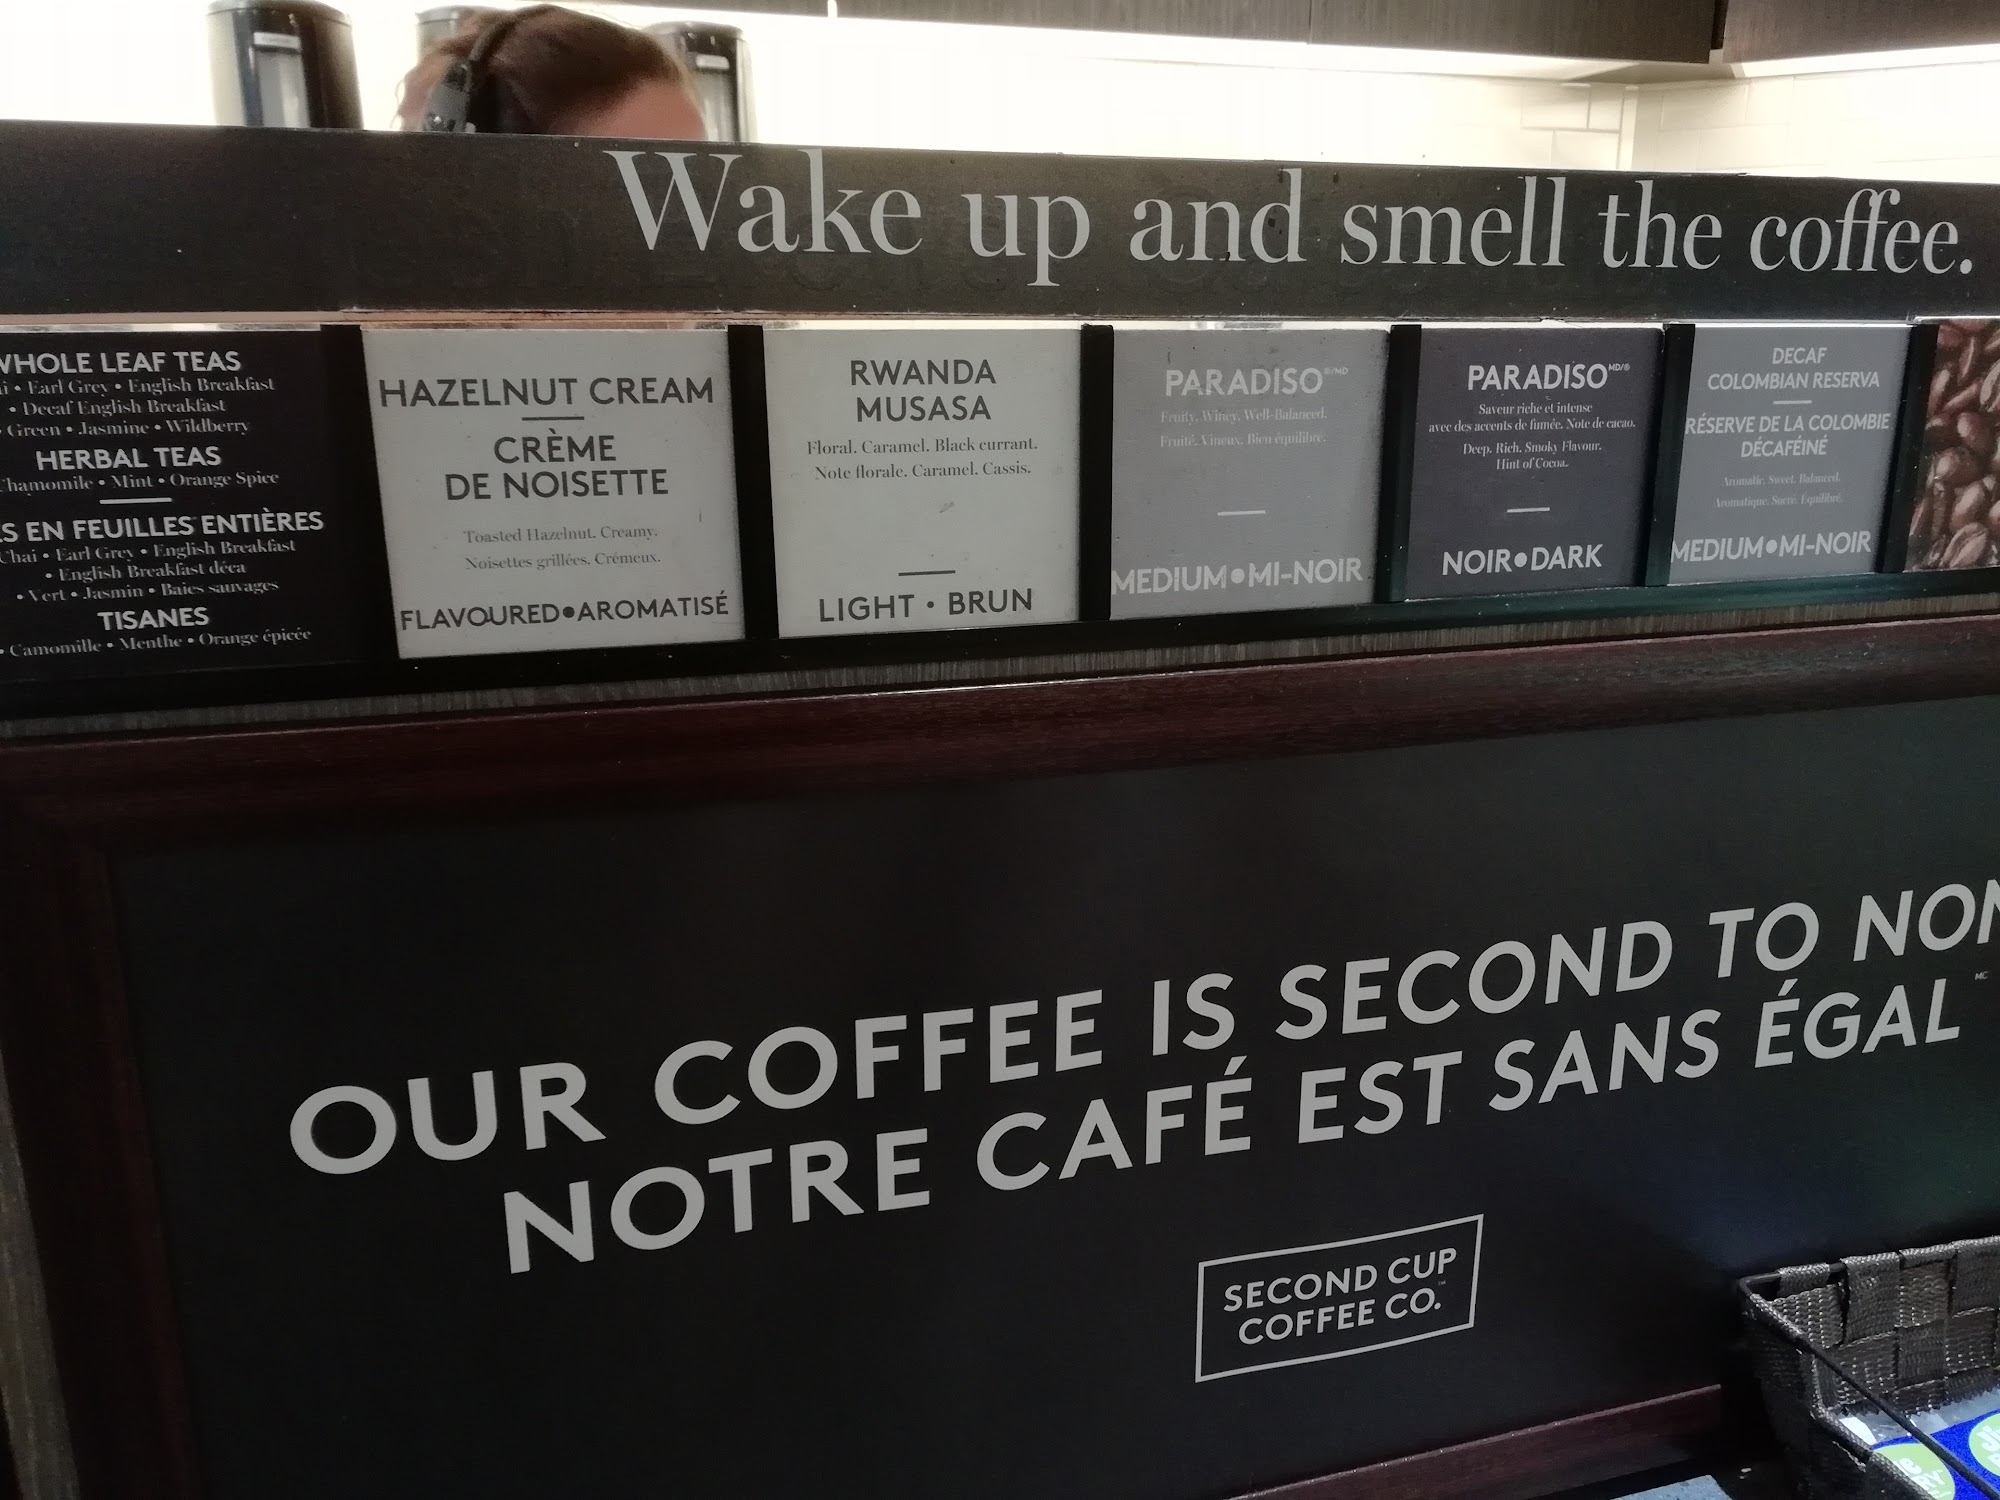 Wake up and smell the coffee.
WHOLE LEAF TEAS
• Earl Grey • English Breakfast
• Decaf English Breakfast
• Green • Jasmine • Wildberry
HERBAL TEAS
Chamomile • Mint • Orange Spice
EN FEUILLES ENTIÈRES
Chai • Earl Grey • English Breakfast
• English Breakfast déca
• Vert • Jasmin • Baies sauvages
TISANES
• Camomille • Menthe • Orange épicée
HAZELNUT CREAM
CRÈME
DE NOISETTE
Toasted Hazelnut. Creamy.
Noisettes grillées. Crémeux.
FLAVOURED•AROMATISÉ
RWANDA
MUSASA
Floral. Caramel. Black currant.
Note florale. Caramel. Cassis.
LIGHT • BRUN
PARADISO®/MD
Fruity. Winey. Well-Balanced.
Fruité. Vineux. Bien équilibré.
MEDIUM•MI-NOIR
PARADISO MD/®
Saveur riche et intense
avec des accents de fumée. Note de cacao.
Deep. Rich. Smoky Flavour.
Hint of Cocoa.
NOIR•DARK
DECAF
COLOMBIAN RESERVA
RÉSERVE DE LA COLOMBIE
DÉCAFÉINÉ
Aromatic. Sweet. Balanced.
Aromatique. Sucré. Équilibré.
MEDIUM•MI-NOIR
OUR COFFEE IS SECOND TO NON
NOTRE CAFÉ EST SANS ÉGAL MC
SECOND CUP
COFFEE CO.™